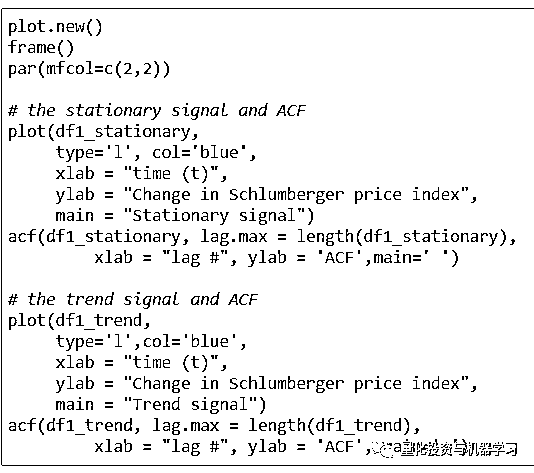 plot.new()
frame()
par(mfcol=c(2,2))
# the stationary signal and ACF
plot(df1_stationary,
     type='l', col='blue',
     xlab = "time (t)",
     ylab = "Change in Schlumberger price index",
     main = "Stationary signal")
acf(df1_stationary, lag.max = length(df1_stationary),
         xlab = "lag #", ylab = 'ACF',main=' ')
# the trend signal and ACF
plot(df1_trend,
     type='l',col='blue',
     xlab = "time (t)",
     ylab = "Change in Schlumberger price index",
     main = "Trend signal")
acf(df1_trend, lag.max = length(df1_trend),
         xlab = "lag #", ylab = 'ACF',
量化投资与机器学习